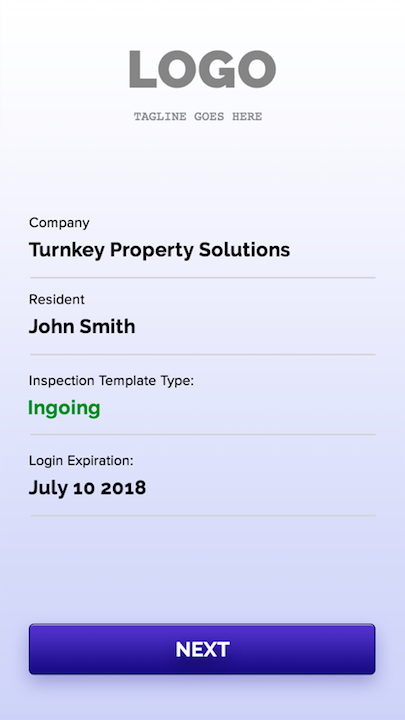 LOGO
TAGLINE GOES HERE
Company
Turnkey Property Solutions
Resident
John Smith
Inspection Template Type:
Ingoing
Login Expiration:
July 10 2018
NEXT